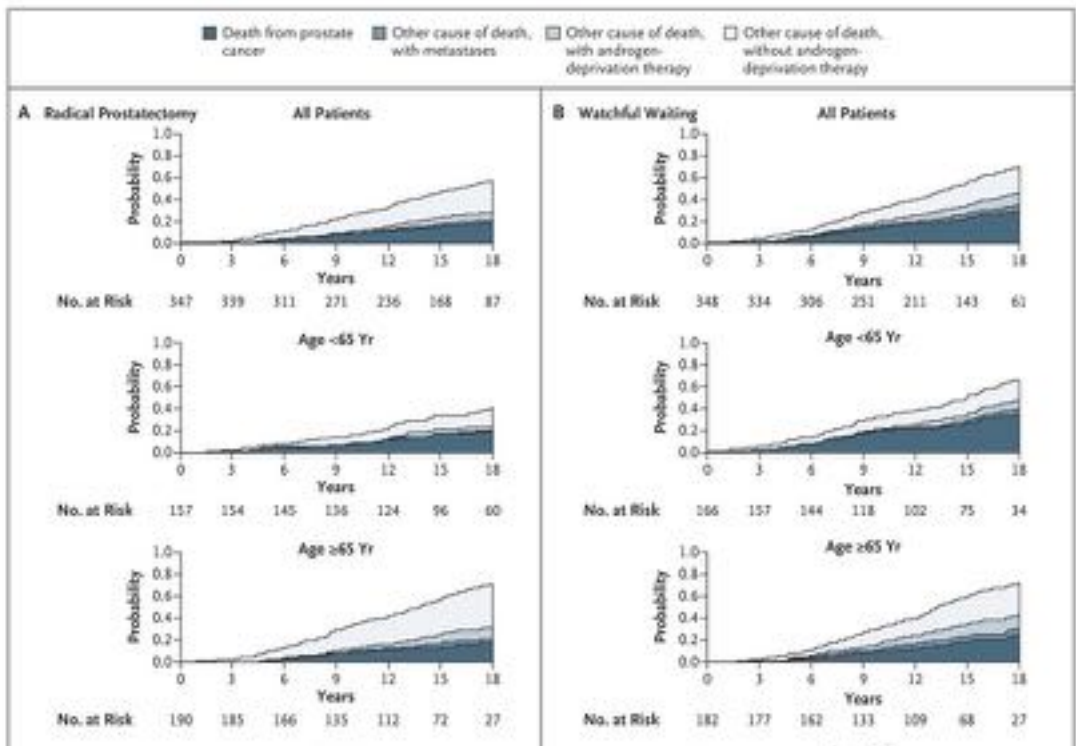 Death from prostate cancer
Other cause of death, with metastases
Other cause of death, with androgen-deprivation therapy
Other cause of death, without androgen-deprivation therapy
A Radical Prostatectomy
All Patients
Probability
1.0
0.8
0.6
0.4
0.2
0.0
0 3 6 9 12 15 18
Years
No. at Risk 347 339 311 271 236 168 87
Age <65 Yr
Probability
1.0
0.8
0.6
0.4
0.2
0.0
0 3 6 9 12 15 18
Years
No. at Risk 157 154 145 136 124 96 60
Age ≥65 Yr
Probability
1.0
0.8
0.6
0.4
0.2
0.0
0 3 6 9 12 15 18
Years
No. at Risk 190 185 166 135 112 72 27
B Watchful Waiting
All Patients
Probability
1.0
0.8
0.6
0.4
0.2
0.0
0 3 6 9 12 15 18
Years
No. at Risk 348 334 306 251 211 143 61
Age <65 Yr
Probability
1.0
0.8
0.6
0.4
0.2
0.0
0 3 6 9 12 15 18
Years
No. at Risk 166 157 144 118 102 75 34
Age ≥65 Yr
Probability
1.0
0.8
0.6
0.4
0.2
0.0
0 3 6 9 12 15 18
Years
No. at Risk 182 177 162 133 109 68 27